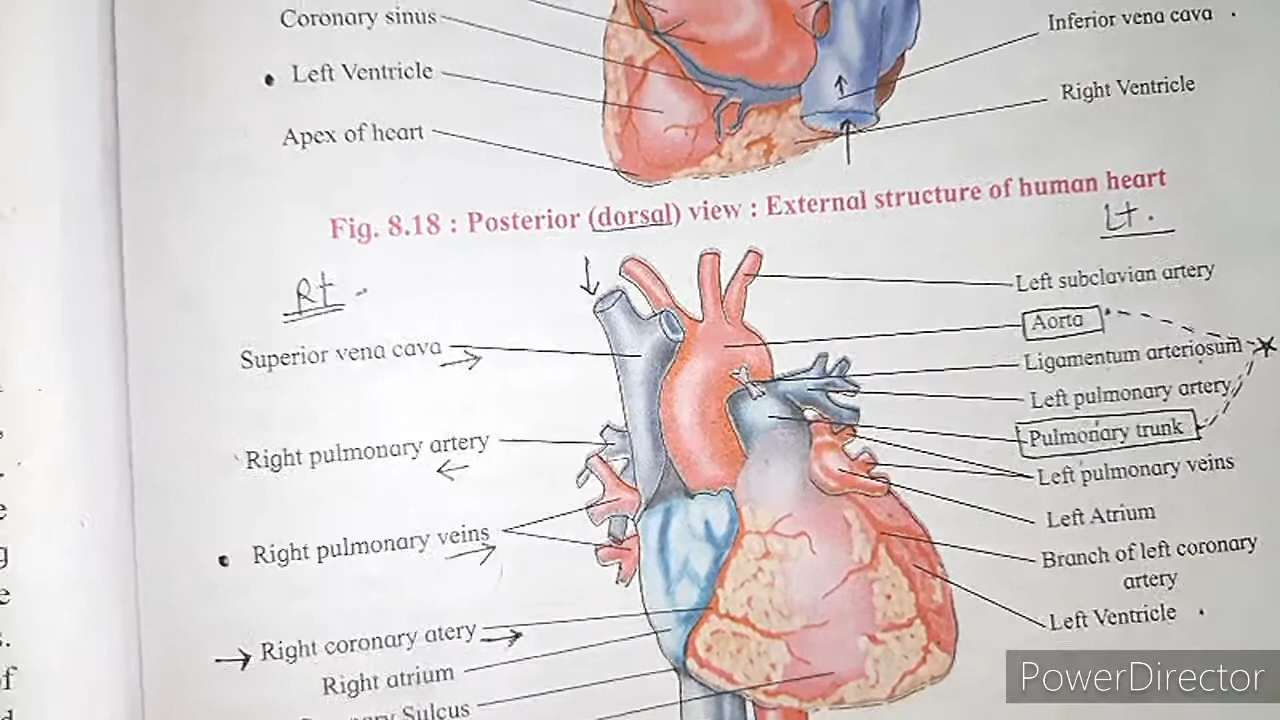 Coronary sinus
Left Ventricle
Apex of heart
Inferior vena cava
Right Ventricle
Fig. 8.18 : Posterior (dorsal) view : External structure of human heart
Rt
Lt.
Superior vena cava
Right pulmonary artery
Right pulmonary veins
Right coronary atery
Right atrium
Sulcus
Left subclavian artery
Aorta
Ligamentum arteriosum
Left pulmonary artery
Pulmonary trunk
Left pulmonary veins
Left Atrium
Branch of left coronary
artery
Left Ventricle
PowerDirector